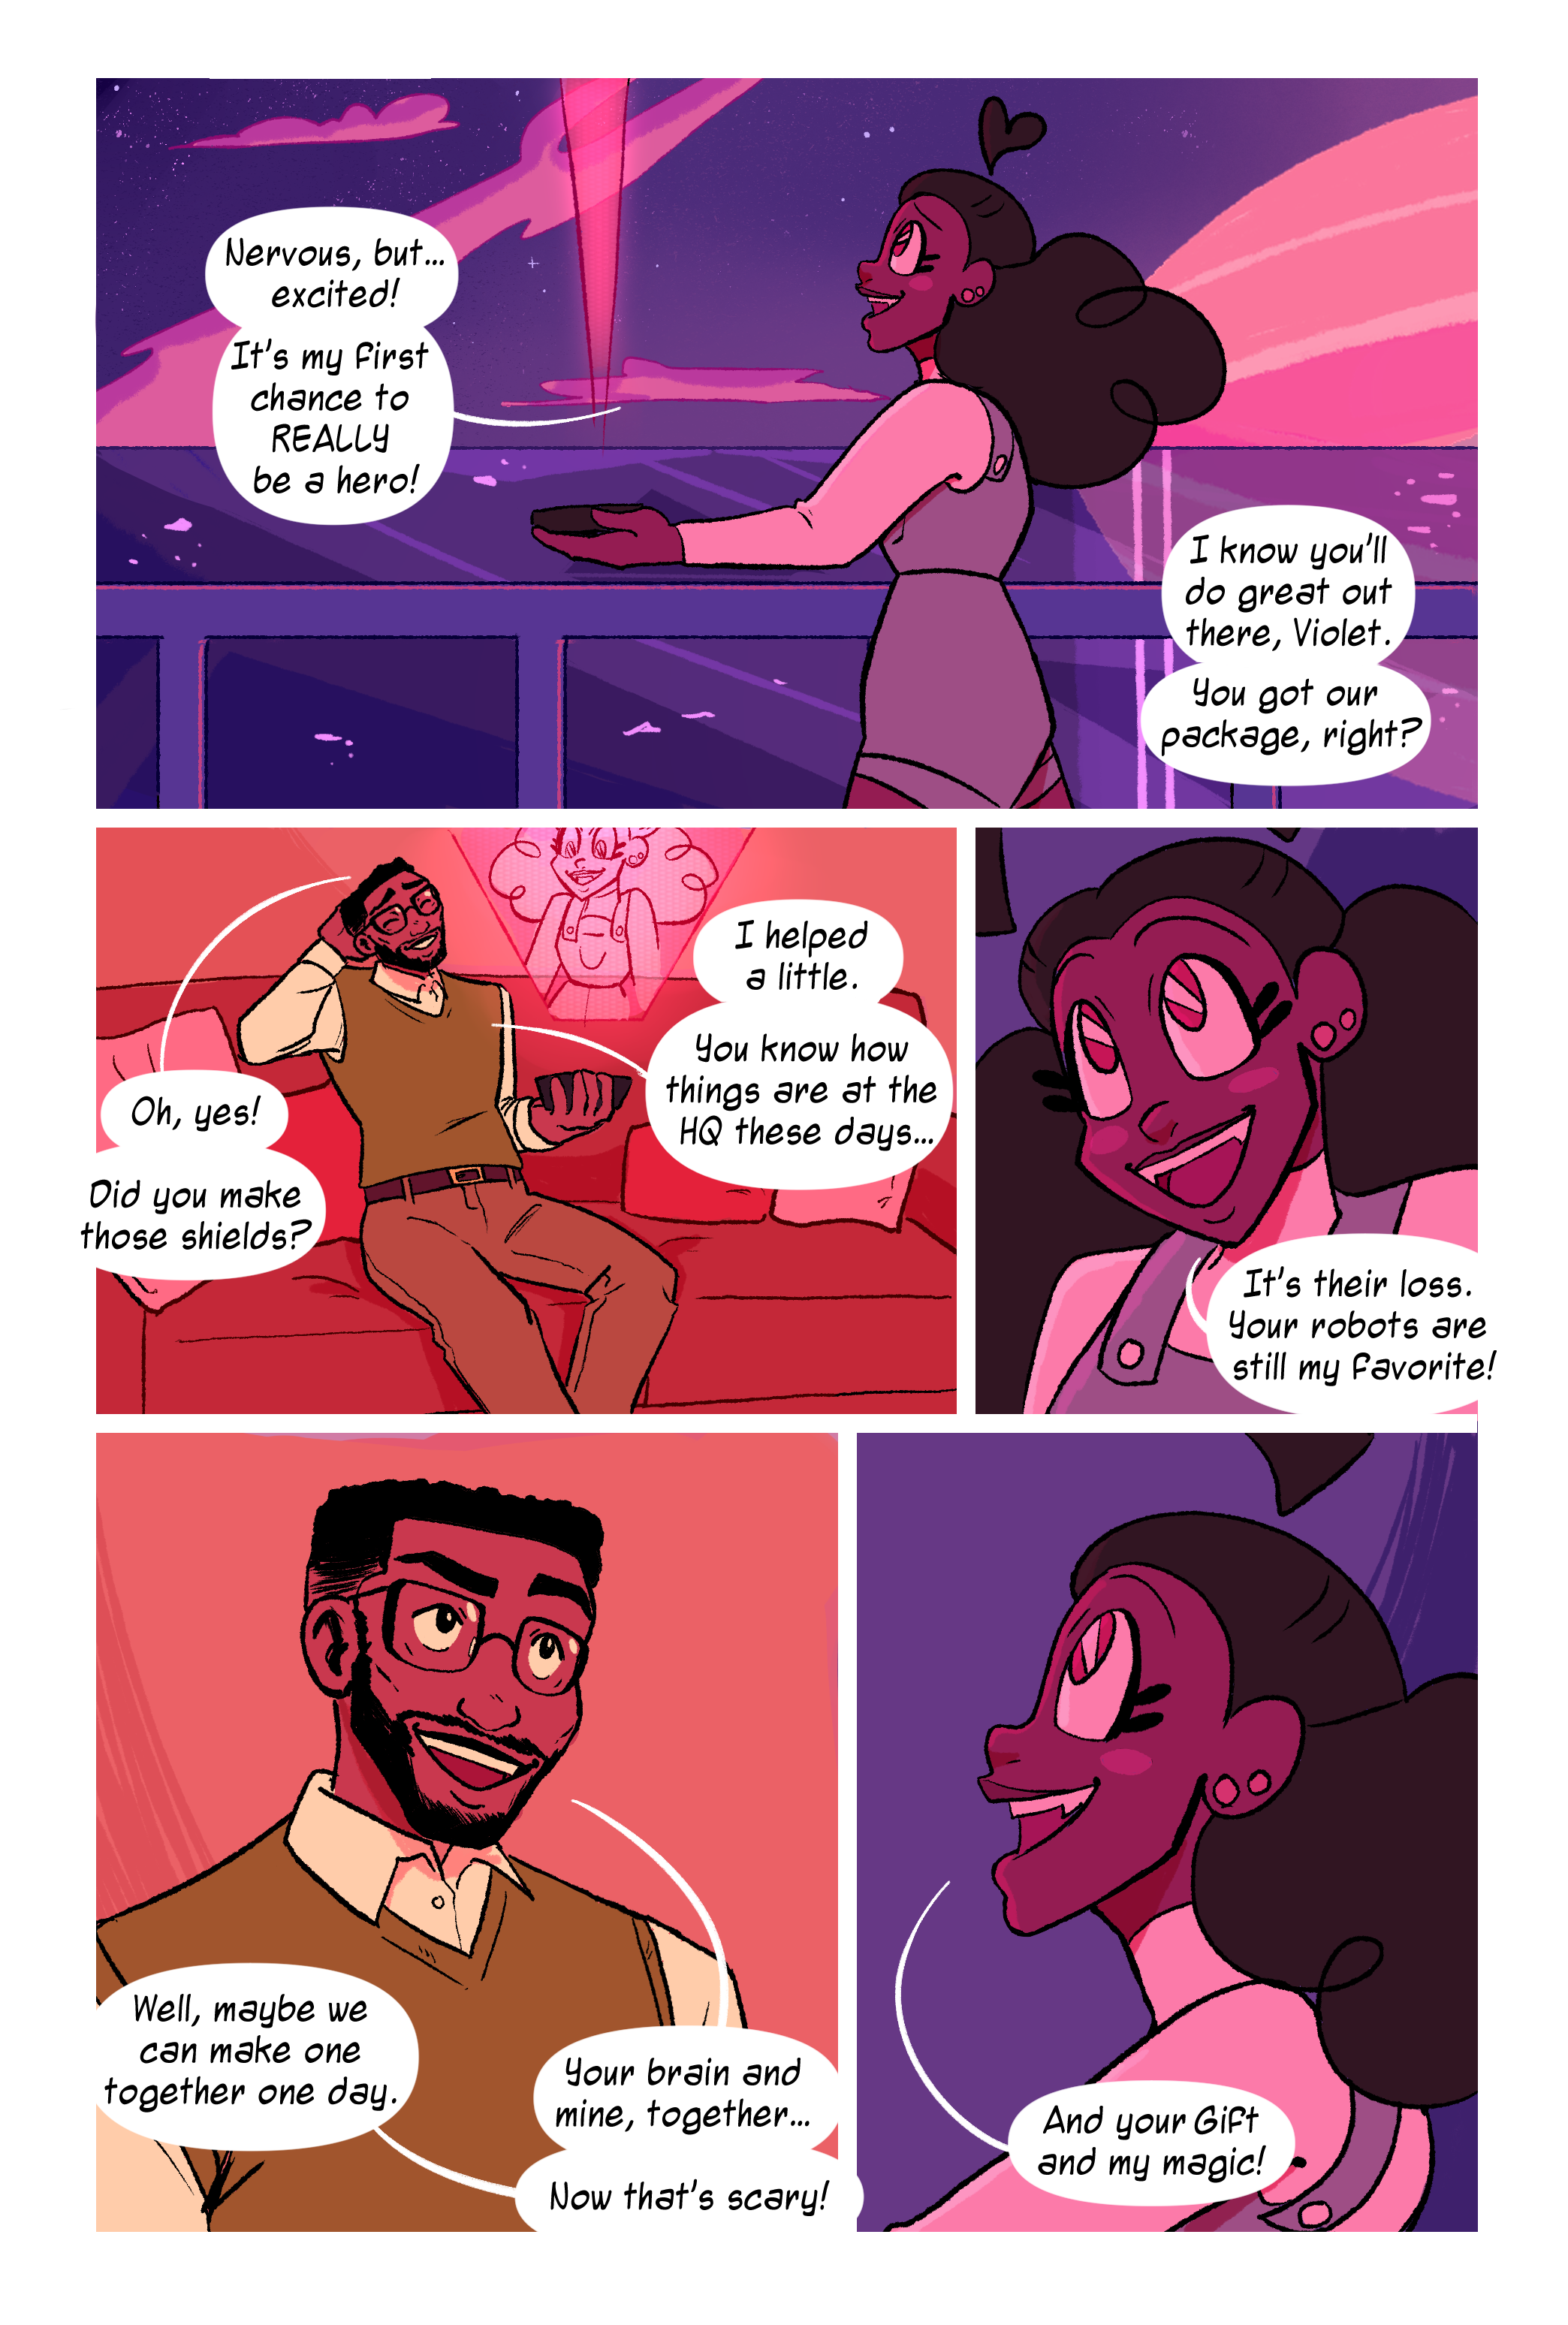 Nervous, but...
excited!
It's my first
chance to
REALLY
be a hero!
I know you'll
do great out
there, Violet.
You got our
package, right?
Oh, yes!
Did you make
those shields?
I helped
a little.
You know how
things are at the
HQ these days...
It's their loss.
Your robots are
still my favorite!
Well, maybe we
can make one
together one day.
Your brain and
mine, together...
Now that's scary!
And your Gift
and my magic!